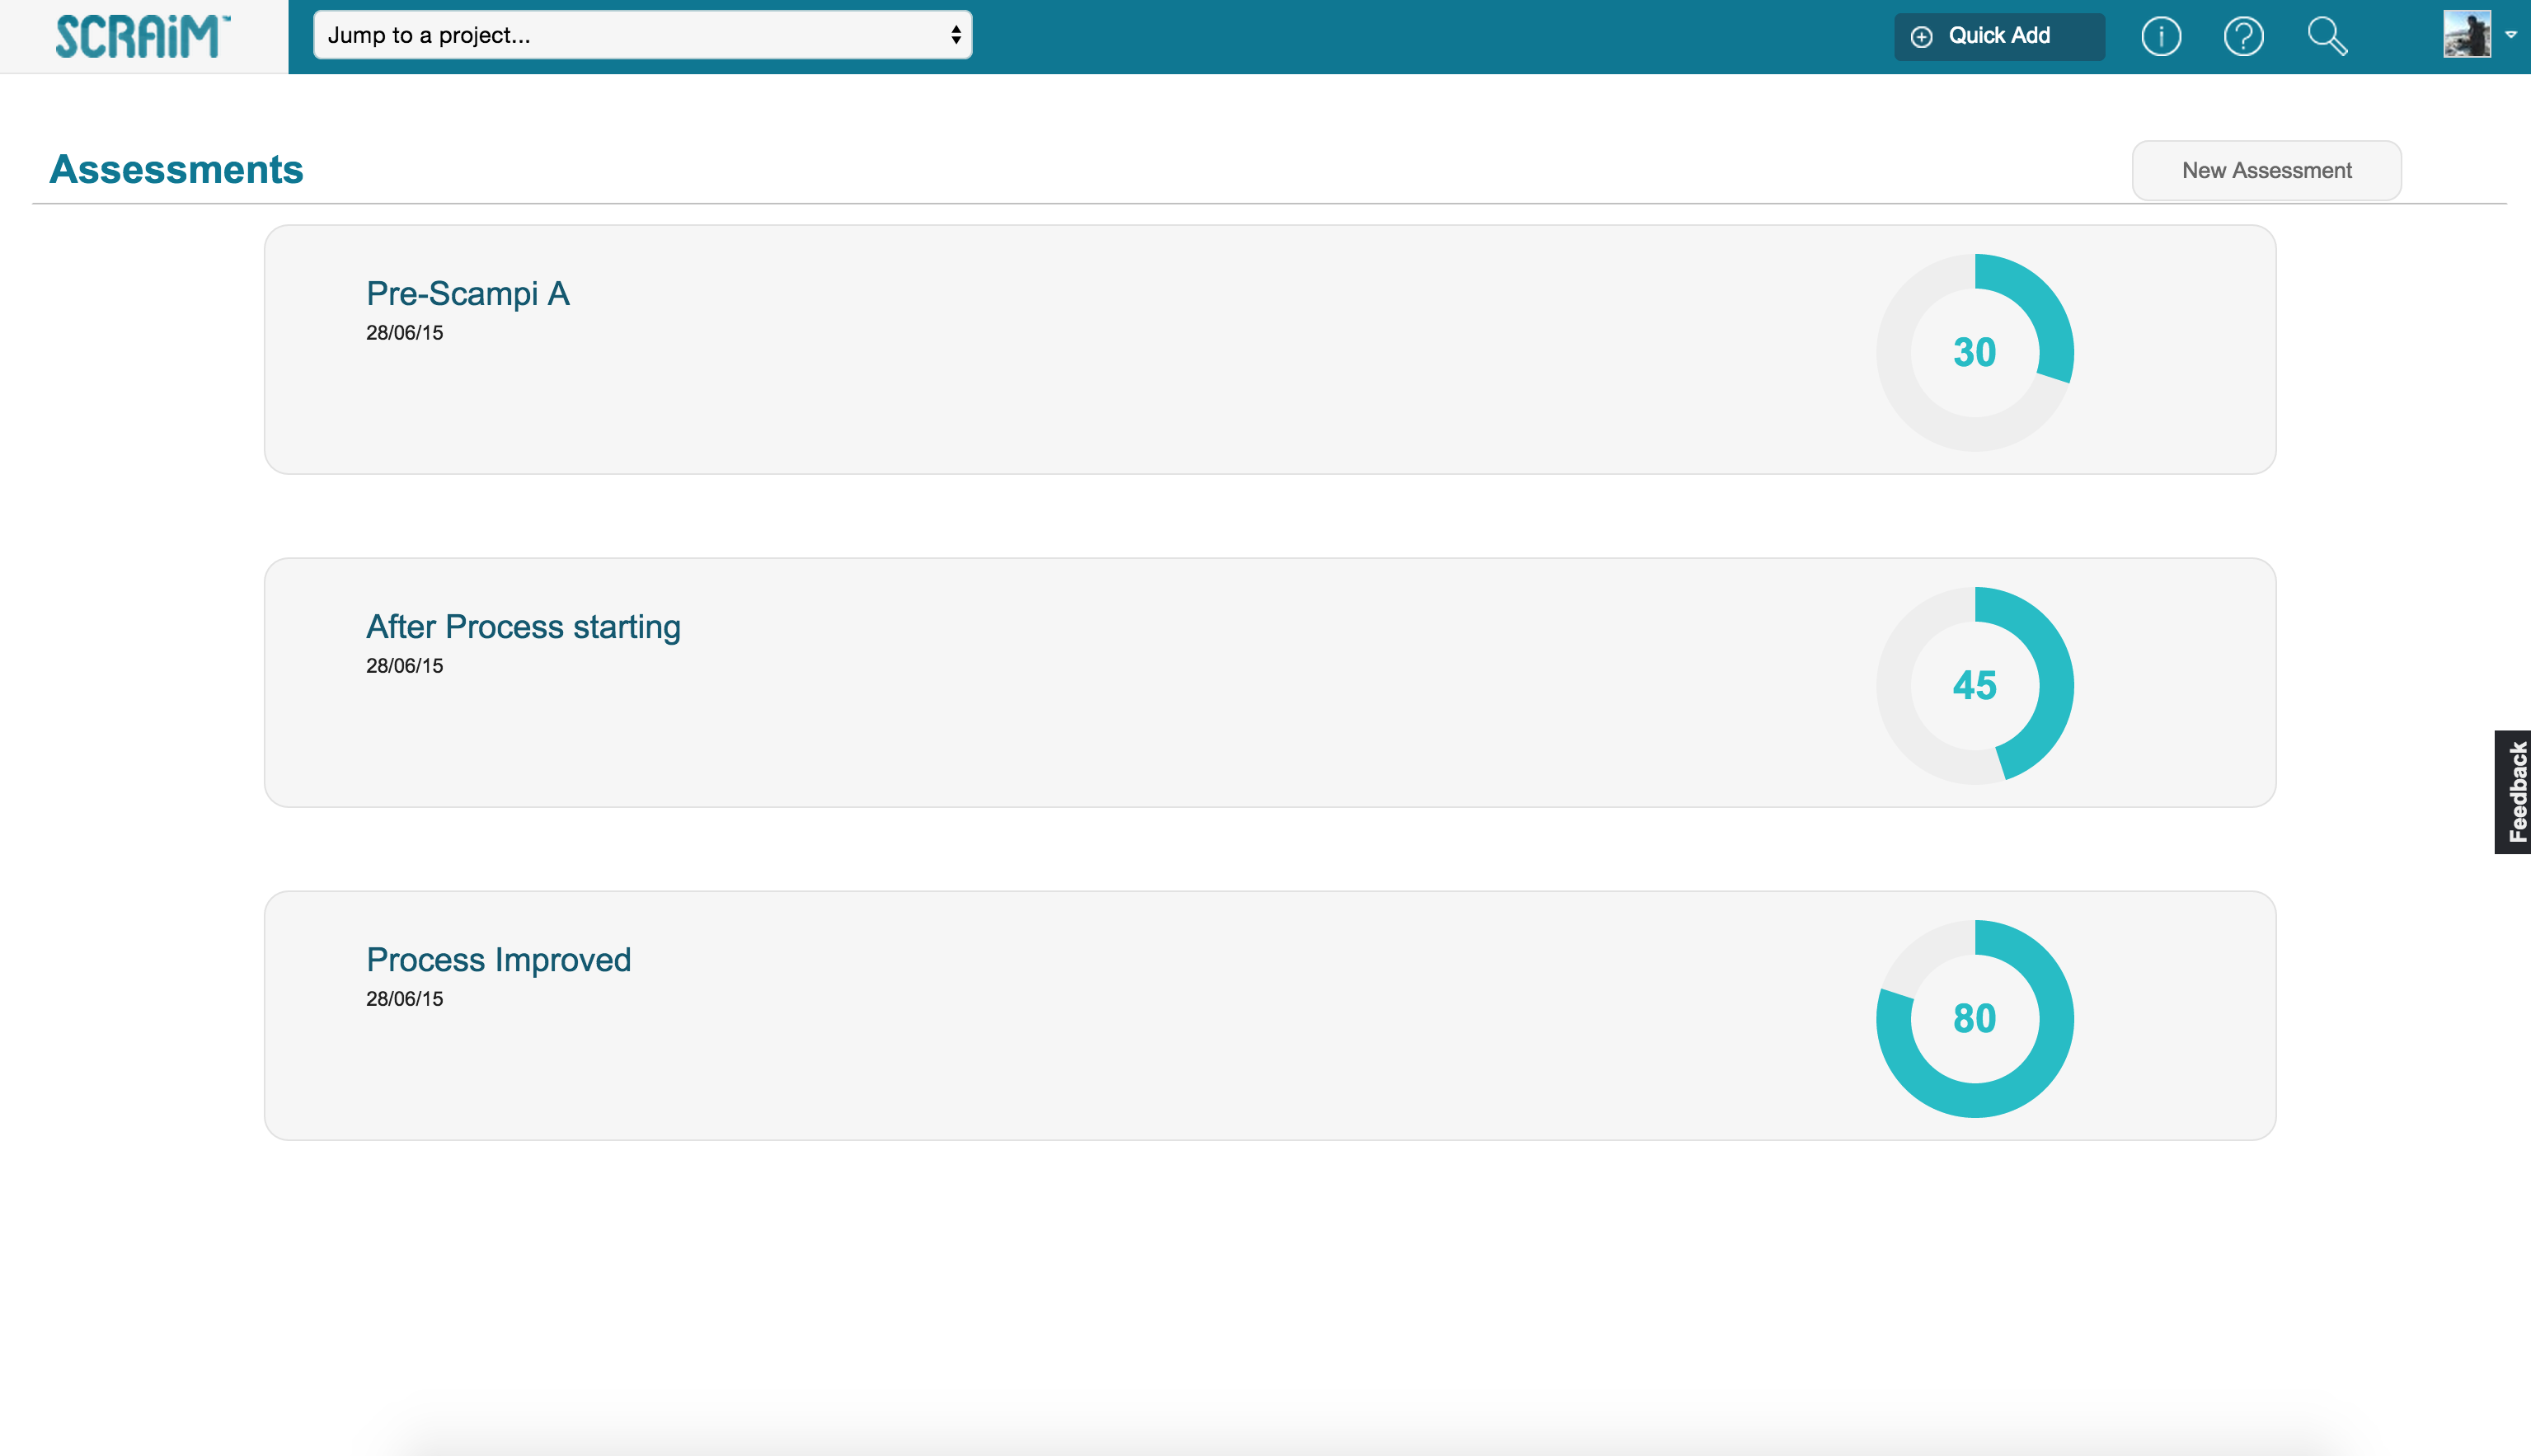 SCRAiM™
Jump to a project...
Quick Add
Assessments
New Assessment
Pre-Scampi A
28/06/15
30
After Process starting
28/06/15
45
Feedback
Process Improved
28/06/15
80